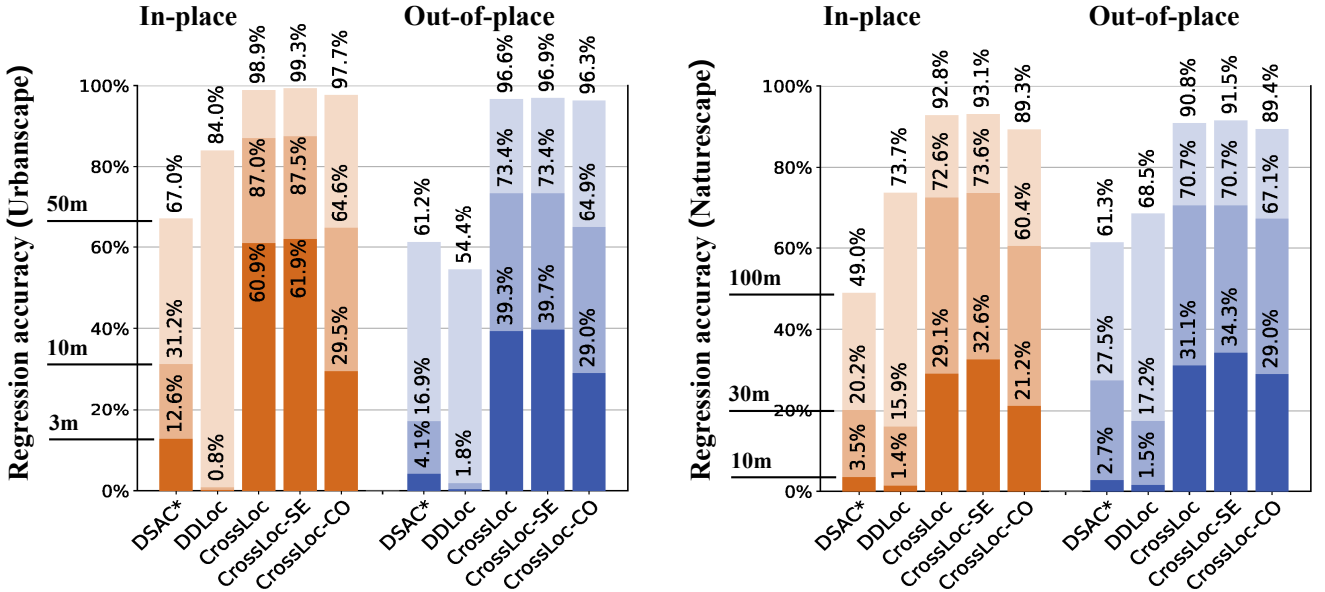 In-place
Out-of-place
Regression accuracy (Urbanscape)
100%
80%
60%
40%
20%
0%
50m
10m
3m
67.0%
31.2%
12.6%
84.0%
0.8%
98.9%
87.0%
60.9%
99.3%
87.5%
61.9%
97.7%
64.6%
29.5%
61.2%
16.9%
4.1%
54.4%
1.8%
96.6%
73.4%
39.3%
96.9%
73.4%
39.7%
96.3%
64.9%
29.0%
DSAC*
DDLoc
CrossLoc
CrossLoc-SE
CrossLoc-CO
DSAC*
DDLoc
CrossLoc
CrossLoc-SE
CrossLoc-CO
In-place
Out-of-place
Regression accuracy (Naturescape)
100%
80%
60%
40%
20%
0%
100m
30m
10m
49.0%
20.2%
3.5%
73.7%
15.9%
1.4%
92.8%
72.6%
29.1%
93.1%
73.6%
32.6%
89.3%
60.4%
21.2%
61.3%
27.5%
2.7%
68.5%
17.2%
1.5%
90.8%
70.7%
31.1%
91.5%
70.7%
34.3%
89.4%
67.1%
29.0%
DSAC*
DDLoc
CrossLoc
CrossLoc-SE
CrossLoc-CO
DSAC*
DDLoc
CrossLoc
CrossLoc-SE
CrossLoc-CO